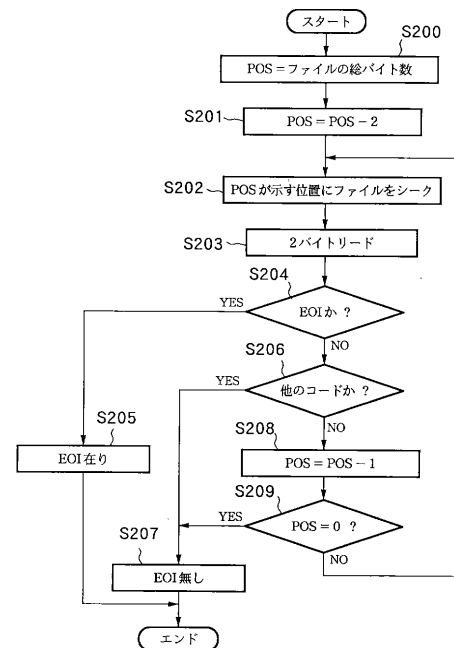 スタート
S200
POS=ファイルの総バイト数
S201
POS=POS-2
S202
POSが示す位置にファイルをシーク
S203
2バイトリード
S204
YES
EOIか ?
NO
S206
YES
他のコードか ?
NO
S205
EOI在り
S208
POS=POS-1
S209
YES
POS=0 ?
NO
S207
EOI無し
エンド